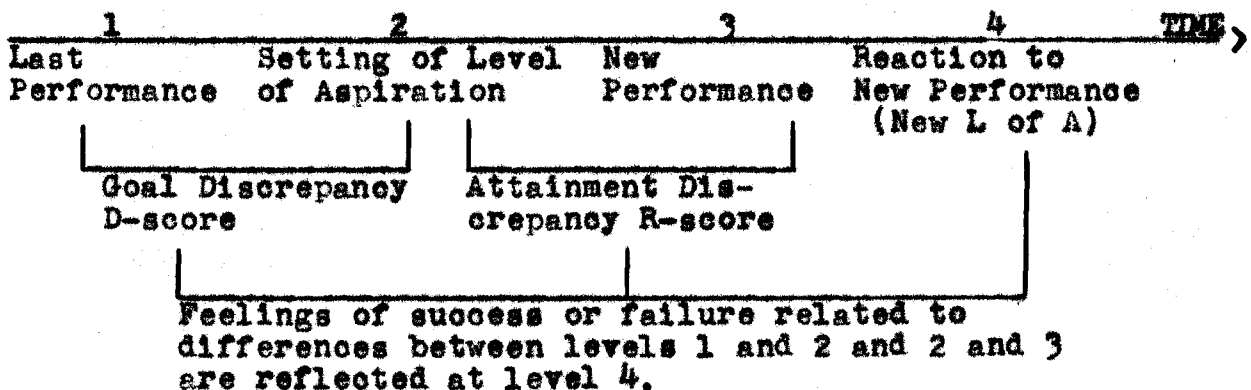 1 2 3 4 TIME
Last Setting of Level New Reaction to
Performance of Aspiration Performance New Performance
(New L of A)
Goal Discrepancy Attainment Dis-
D-score crepancy R-score
Feelings of success or failure related to
differences between levels 1 and 2 and 2 and 3
are reflected at level 4.